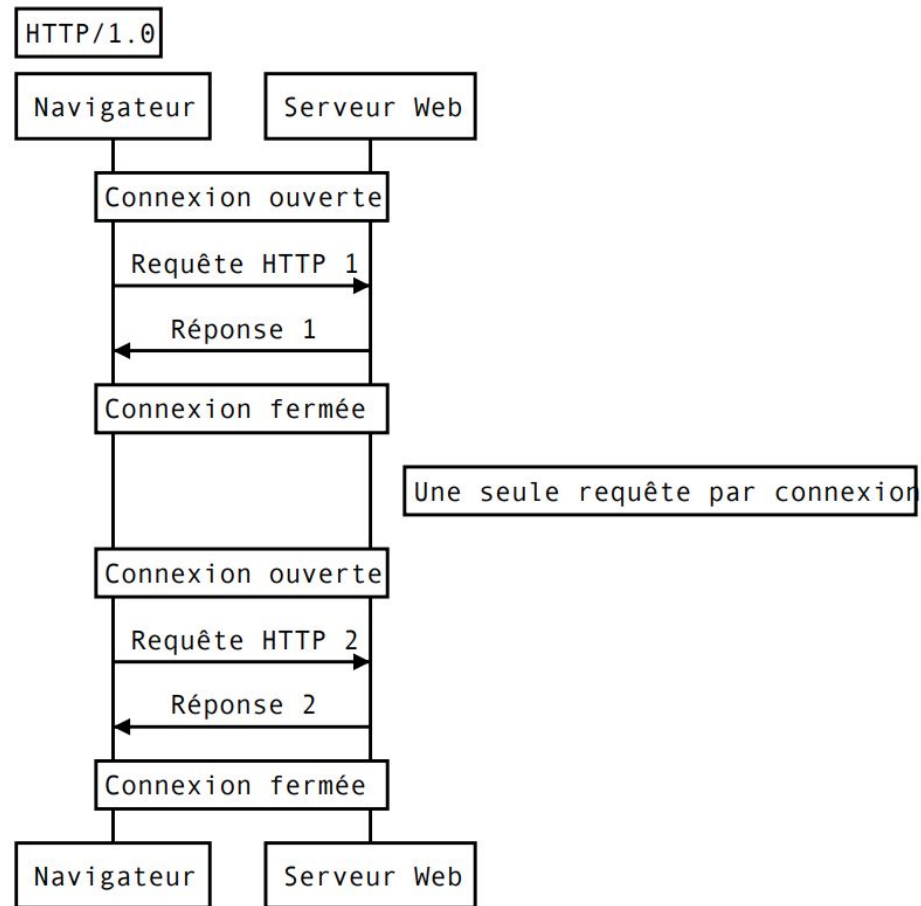 HTTP/1.0
Navigateur
Serveur Web
Connexion ouverte
Requête HTTP 1
Réponse 1
Connexion fermée
Une seule requête par connexion
Connexion ouverte
Requête HTTP 2
Réponse 2
Connexion fermée
Navigateur
Serveur Web